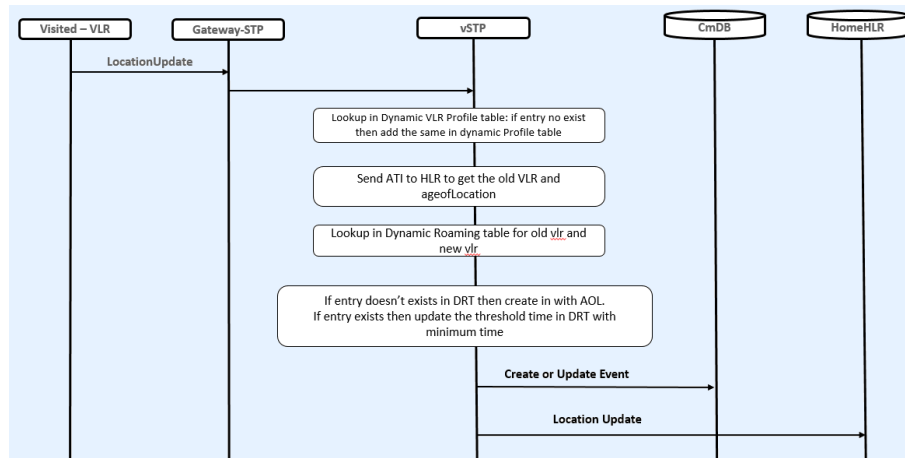 Visited – VLR
Gateway-STP
vSTP
CmDB
HomeHLR
LocationUpdate
Lookup in Dynamic VLR Profile table: if entry no exist
then add the same in dynamic Profile table
Send ATI to HLR to get the old VLR and
ageofLocation
Lookup in Dynamic Roaming table for old vlr and
new vlr
If entry doesn't exists in DRT then create in with AOL.
If entry exists then update the threshold time in DRT with
minimum time
Create or Update Event
Location Update